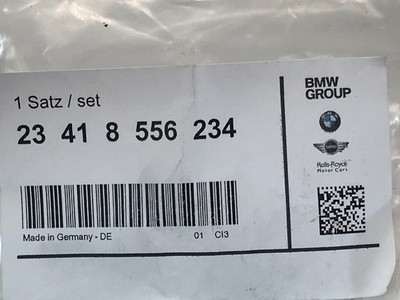 1 Satz / set
23 41 8 556 234
Made in Germany - DE 01 CI3
BMW
GROUP
MINI
Rolls-Royce
Motor Cars